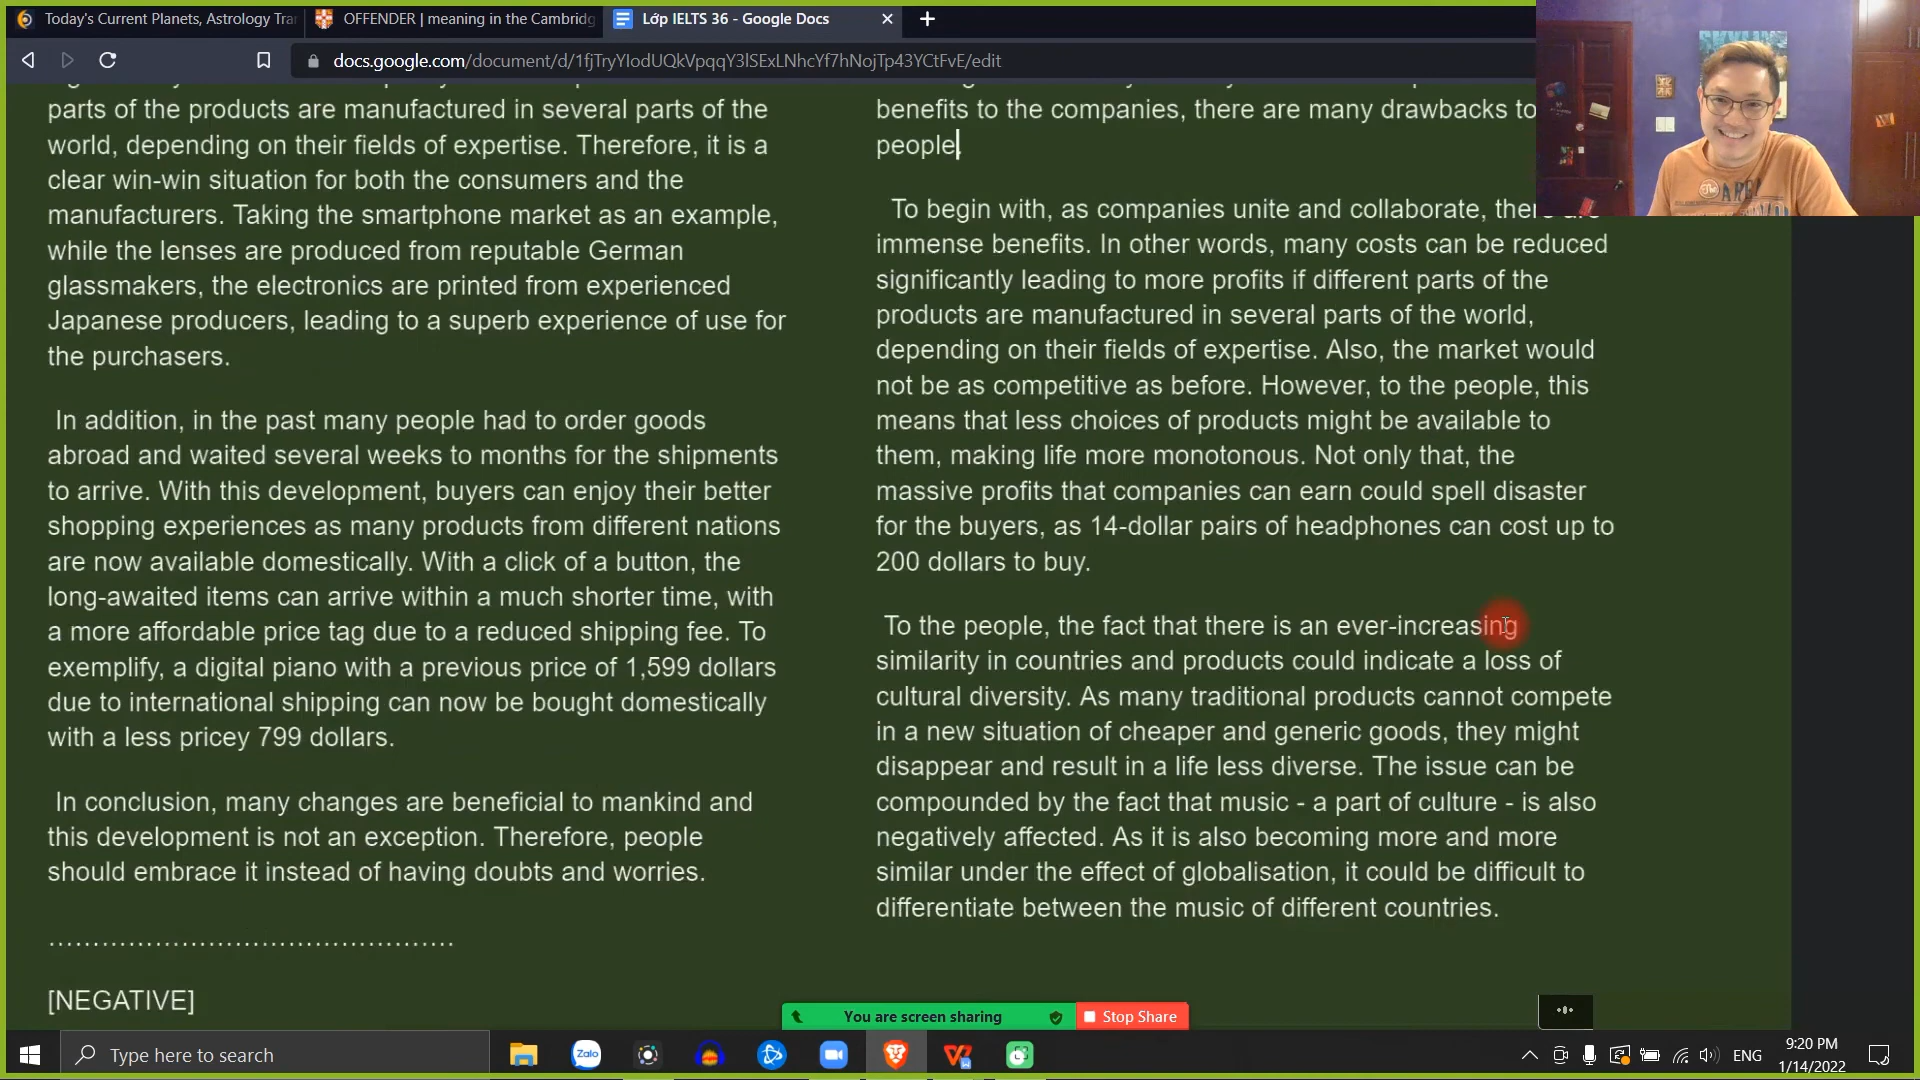 Today's Current Planets, Astrology Tra
OFFENDER | meaning in the Cambridg
Lớp IELTS 36 - Google Docs
docs.google.com/document/d/1fjTryYIodUQkVpqqY3lSExLNhcYf7hNojTp43YCtFvE/edit
parts of the products are manufactured in several parts of the
world, depending on their fields of expertise. Therefore, it is a
clear win-win situation for both the consumers and the
manufacturers. Taking the smartphone market as an example,
while the lenses are produced from reputable German
glassmakers, the electronics are printed from experienced
Japanese producers, leading to a superb experience of use for
the purchasers.
In addition, in the past many people had to order goods
abroad and waited several weeks to months for the shipments
to arrive. With this development, buyers can enjoy their better
shopping experiences as many products from different nations
are now available domestically. With a click of a button, the
long-awaited items can arrive within a much shorter time, with
a more affordable price tag due to a reduced shipping fee. To
exemplify, a digital piano with a previous price of 1,599 dollars
due to international shipping can now be bought domestically
with a less pricey 799 dollars.
In conclusion, many changes are beneficial to mankind and
this development is not an exception. Therefore, people
should embrace it instead of having doubts and worries.
…………………………………………
[NEGATIVE]
benefits to the companies, there are many drawbacks to
people.
To begin with, as companies unite and collaborate, there are
immense benefits. In other words, many costs can be reduced
significantly leading to more profits if different parts of the
products are manufactured in several parts of the world,
depending on their fields of expertise. Also, the market would
not be as competitive as before. However, to the people, this
means that less choices of products might be available to
them, making life more monotonous. Not only that, the
massive profits that companies can earn could spell disaster
for the buyers, as 14-dollar pairs of headphones can cost up to
200 dollars to buy.
To the people, the fact that there is an ever-increasing
similarity in countries and products could indicate a loss of
cultural diversity. As many traditional products cannot compete
in a new situation of cheaper and generic goods, they might
disappear and result in a life less diverse. The issue can be
compounded by the fact that music - a part of culture - is also
negatively affected. As it is also becoming more and more
similar under the effect of globalisation, it could be difficult to
differentiate between the music of different countries.
You are screen sharing
Stop Share
Type here to search
Zalo
ENG
9:20 PM
1/14/2022